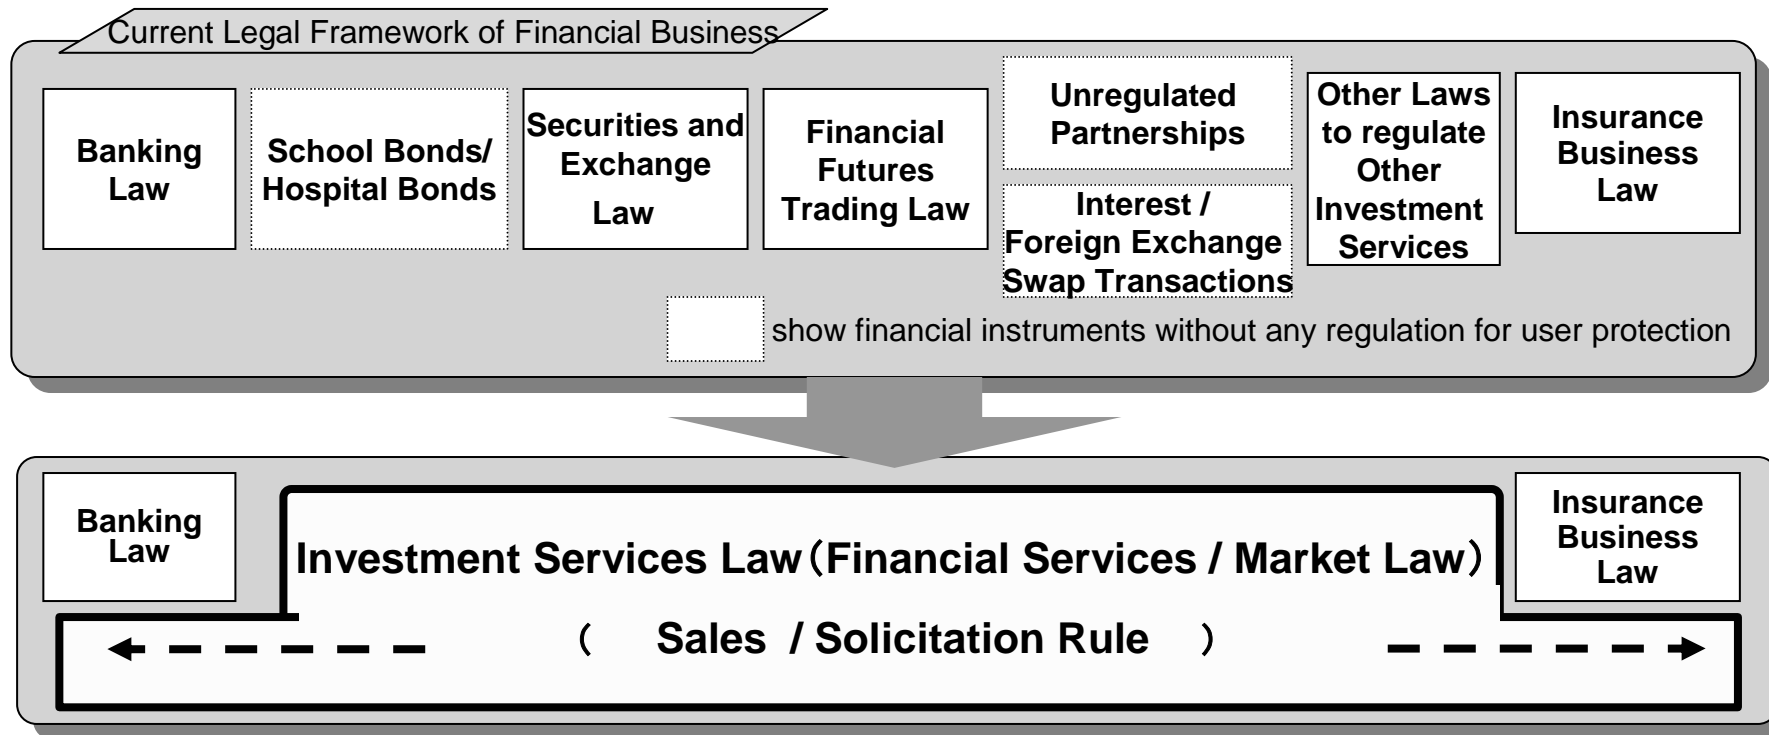 Current Legal Framework of Financial Business
Banking
Law
School Bonds/
Hospital Bonds
Securities and
Exchange
Law
Financial
Futures
Trading Law
Unregulated
Partnerships
Interest /
Foreign Exchange
Swap Transactions
Other Laws
to regulate
Other
Investment
Services
Insurance
Business
Law
show financial instruments without any regulation for user protection
Banking
Law
Investment Services Law（Financial Services / Market Law）
（ Sales / Solicitation Rule ）
Insurance
Business
Law